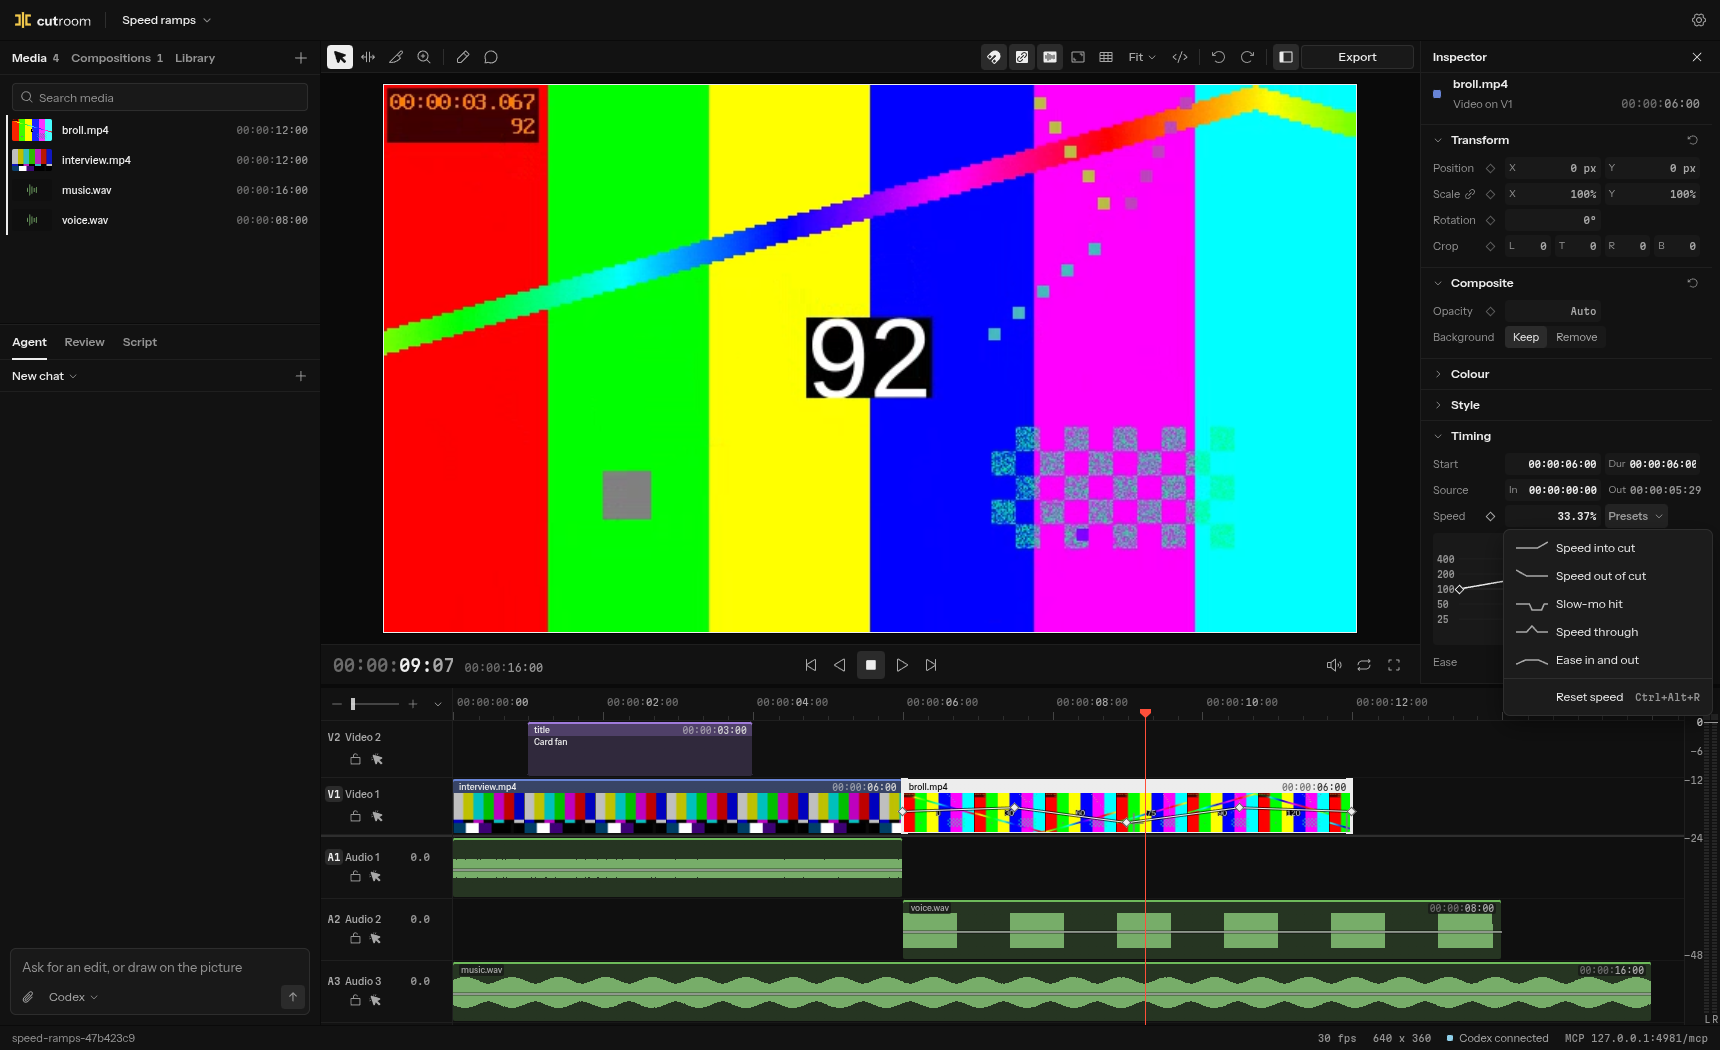 cutroom
Speed ramps
Media 4
Compositions 1
Library
Search media
broll.mp4 00:00:12:00
interview.mp4 00:00:12:00
music.wav 00:00:16:00
voice.wav 00:00:08:00
Agent
Review
Script
New chat
Ask for an edit, or draw on the picture
Codex
Fit
Export
00:00:03.067
92
92
00:00:09:07 00:00:16:00
Inspector
broll.mp4
Video on V1 00:00:06:00
Transform
Position X 0 px Y 0 px
Scale X 100% Y 100%
Rotation 0°
Crop L 0 T 0 R 0 B 0
Composite
Opacity Auto
Background Keep Remove
Colour
Style
Timing
Start 00:00:06:00 Dur 00:00:06:00
Source In 00:00:00:00 Out 00:00:05:29
Speed 33.37% Presets
400
200
100
50
25
Ease
Speed into cut
Speed out of cut
Slow-mo hit
Speed through
Ease in and out
Reset speed Ctrl+Alt+R
00:00:00:00 00:00:02:00 00:00:04:00 00:00:06:00 00:00:08:00 00:00:10:00 00:00:12:00
V2 Video 2
title 00:00:03:00
Card fan
V1 Video 1
interview.mp4 00:00:06:00
broll.mp4 00:00:06:00
A1 Audio 1 0.0
A2 Audio 2 0.0
voice.wav 00:00:08:00
A3 Audio 3 0.0
music.wav 00:00:16:00
0
-6
-12
-24
-48
L R
speed-ramps-47b423c9
30 fps
640 x 360
Codex connected
MCP 127.0.0.1:4981/mcp